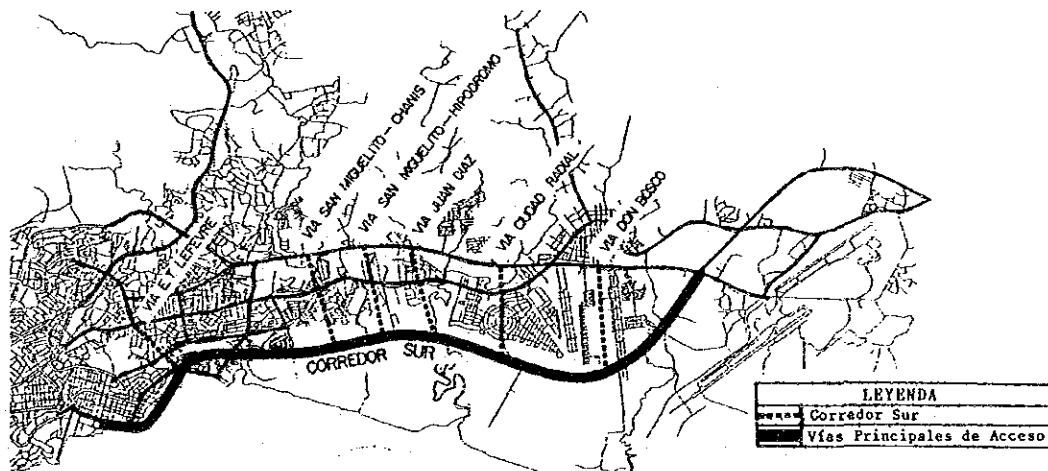 VIA E.T. LEFEVRE
VIA SAN MIGUELITO - CHANIS
VIA SAN MIGUELITO - HIPODROMO
VIA JUAN DIAZ
VIA CIUDAD RADIAL
VIA DON BOSCO
CORREDOR SUR
LEYENDA
Corredor Sur
Vías Principales de Acceso